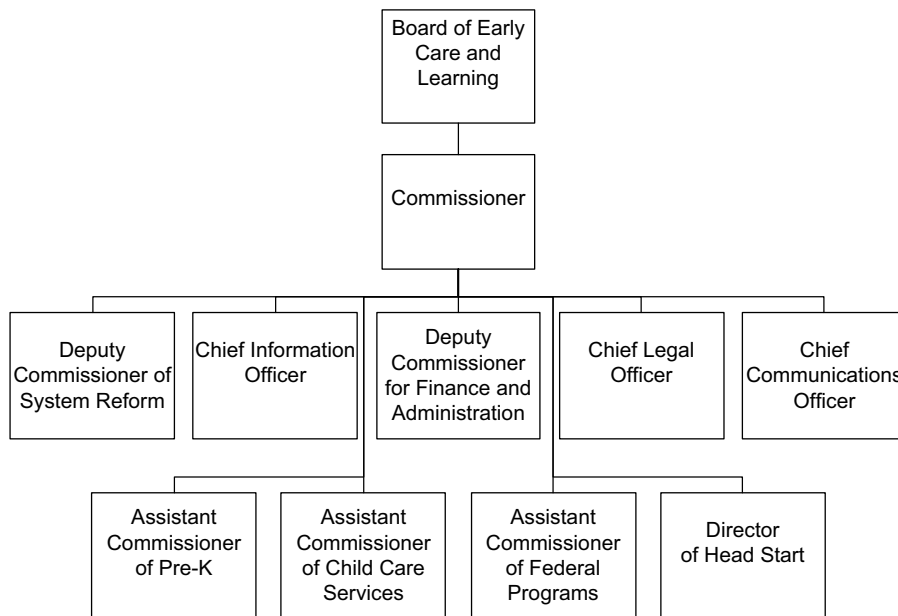 Board of Early
Care and
Learning
Commissioner
Deputy
Commissioner of
System Reform
Chief Information
Officer
Deputy
Commissioner
for Finance and
Administration
Chief Legal
Officer
Chief
Communications
Officer
Assistant
Commissioner
of Pre-K
Assistant
Commissioner
of Child Care
Services
Assistant
Commissioner
of Federal
Programs
Director
of Head Start